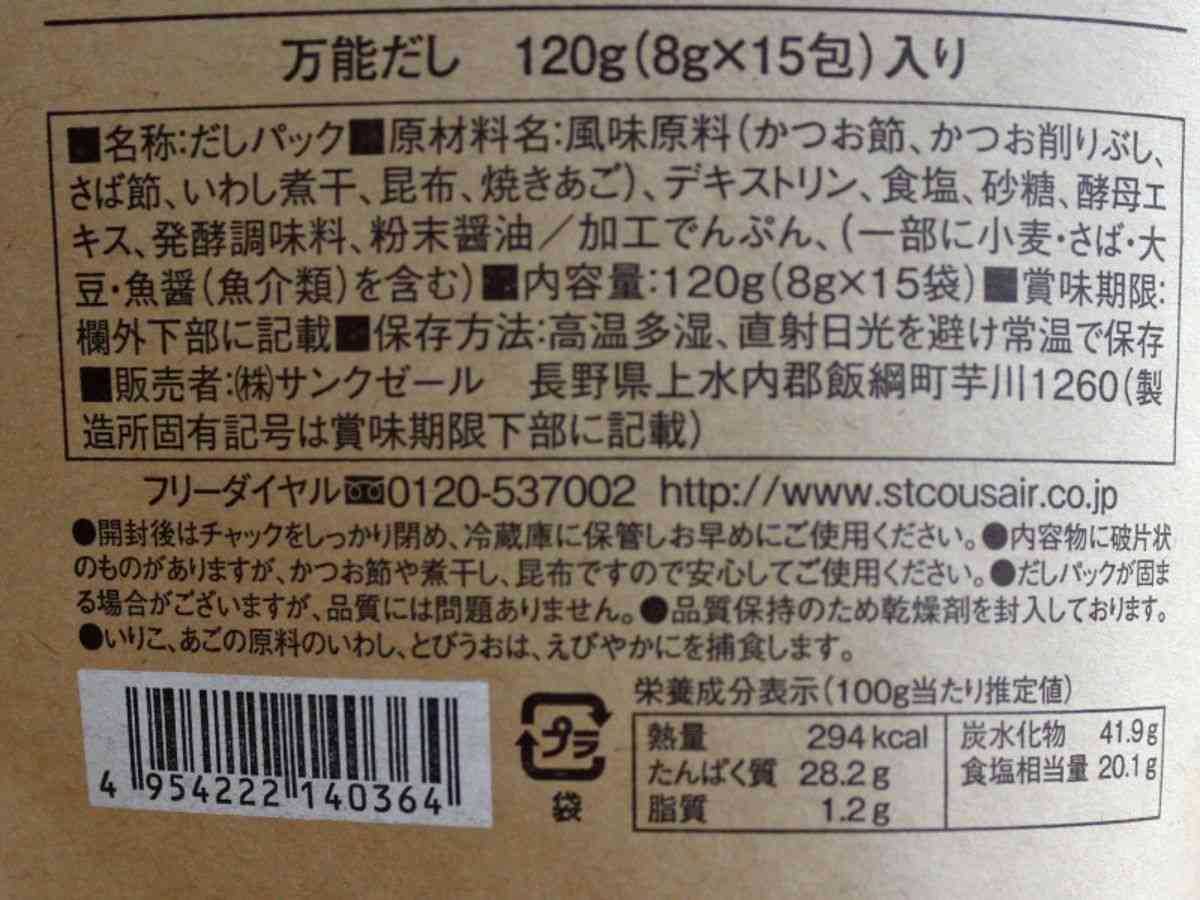 万能だし　120g(8g×15包)入り
■名称:だしパック■原材料名:風味原料(かつお節、かつお削りぶし、
さば節、いわし煮干、昆布、焼きあご)、デキストリン、食塩、砂糖、酵母エ
キス、発酵調味料、粉末醤油／加工でんぷん、(一部に小麦・さば・大
豆・魚醤(魚介類)を含む)■内容量:120g(8g×15袋)■賞味期限:
欄外下部に記載■保存方法:高温多湿、直射日光を避け常温で保存
■販売者:㈱サンクゼール　長野県上水内郡飯綱町芋川1260(製
造所固有記号は賞味期限下部に記載)
フリーダイヤル 0120-537002 http://www.stcousair.co.jp
●開封後はチャックをしっかり閉め、冷蔵庫に保管しお早めにご使用ください。●内容物に破片状
のものがありますが、かつお節や煮干し、昆布ですので安心してご使用ください。●だしパックが固ま
る場合がございますが、品質には問題ありません。●品質保持のため乾燥剤を封入しております。
●いりこ、あごの原料のいわし、とびうおは、えびやかにを捕食します。
栄養成分表示(100g当たり推定値)
熱量 294kcal 炭水化物 41.9g
たんぱく質 28.2g 食塩相当量 20.1g
脂質 1.2g
プラ
袋
4 954222 140364